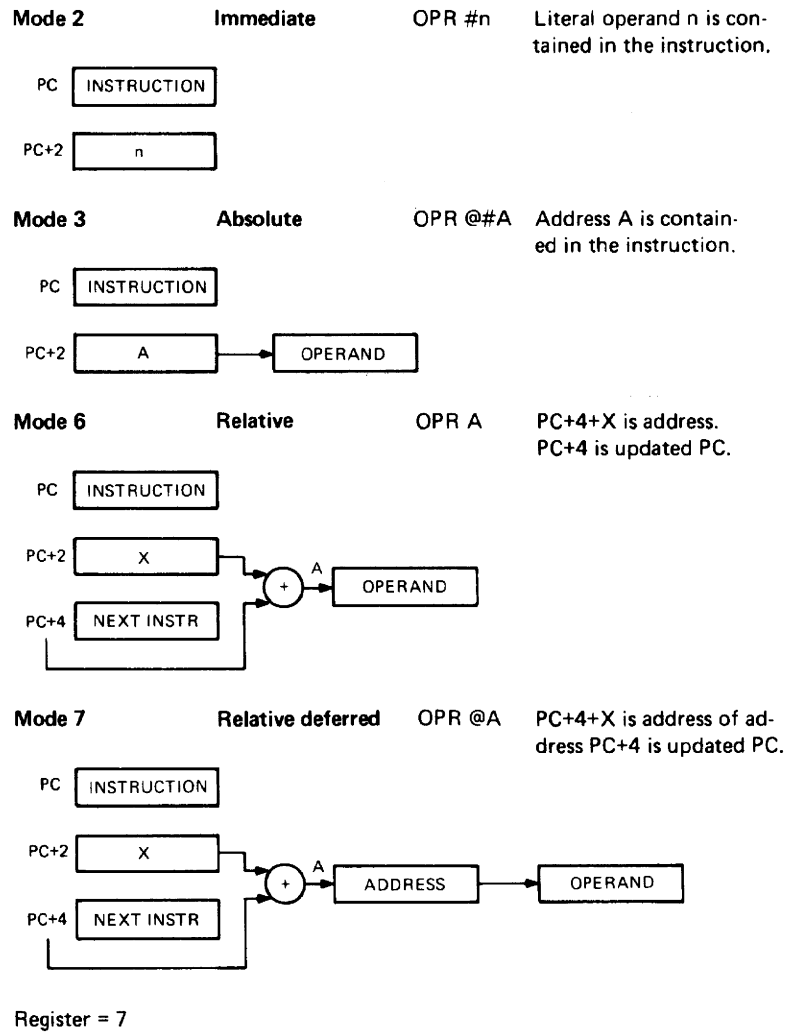 Mode 2 Immediate OPR #n Literal operand n is con-
tained in the instruction.
PC INSTRUCTION
PC+2 n
Mode 3 Absolute OPR @#A Address A is contain-
ed in the instruction.
PC INSTRUCTION
PC+2 A OPERAND
Mode 6 Relative OPR A PC+4+X is address.
PC+4 is updated PC.
PC INSTRUCTION
PC+2 X
A
+ OPERAND
PC+4 NEXT INSTR
Mode 7 Relative deferred OPR @A PC+4+X is address of ad-
dress PC+4 is updated PC.
PC INSTRUCTION
PC+2 X
A
+ ADDRESS OPERAND
PC+4 NEXT INSTR
Register = 7